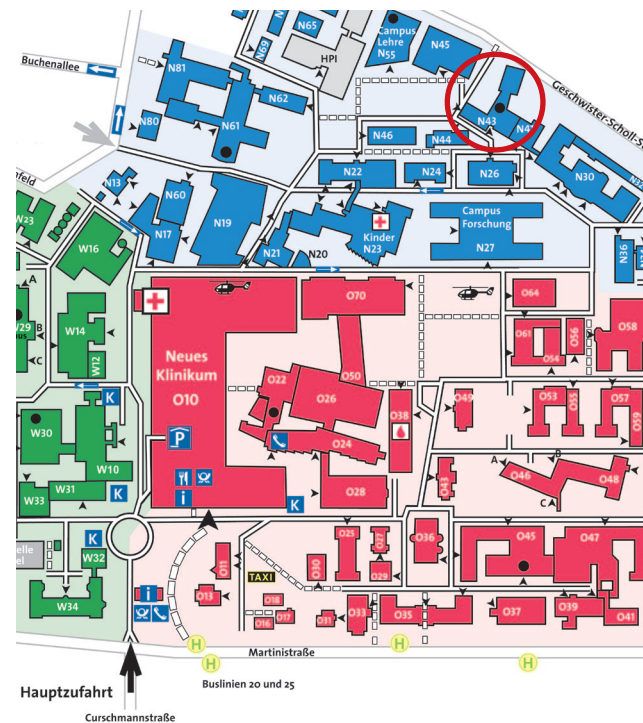 N65
Campus
Lehre
N55
N45
N69
HPI
Buchenallee
N81
N62
Geschwister-Scholl-S
N80
N61
N43
N46
N44
N30
N22
N24
N26
N13
N60
W23
N17
N19
Kinder
N23
Campus
Forschung
N27
N21
N20
N36
W16
A
O70
O64
W29
B
W14
C
W12
Neues
Klinikum
O10
O61
O56
O58
O54
O50
O22
O26
K
O38
O49
O53
O55
O57
O59
W30
P
O24
W10
A
B
O46
O48
C
W31
K
W33
i
K
O28
O43
K
W32
O11
O25
O27
O36
O45
O47
TAXI
O30
O29
W34
i
O13
O18
O16
O17
O31
O33
O35
O37
O39
O41
H
H
H
H
Martinistraße
Buslinien 20 und 25
Hauptzufahrt
Curschmannstraße